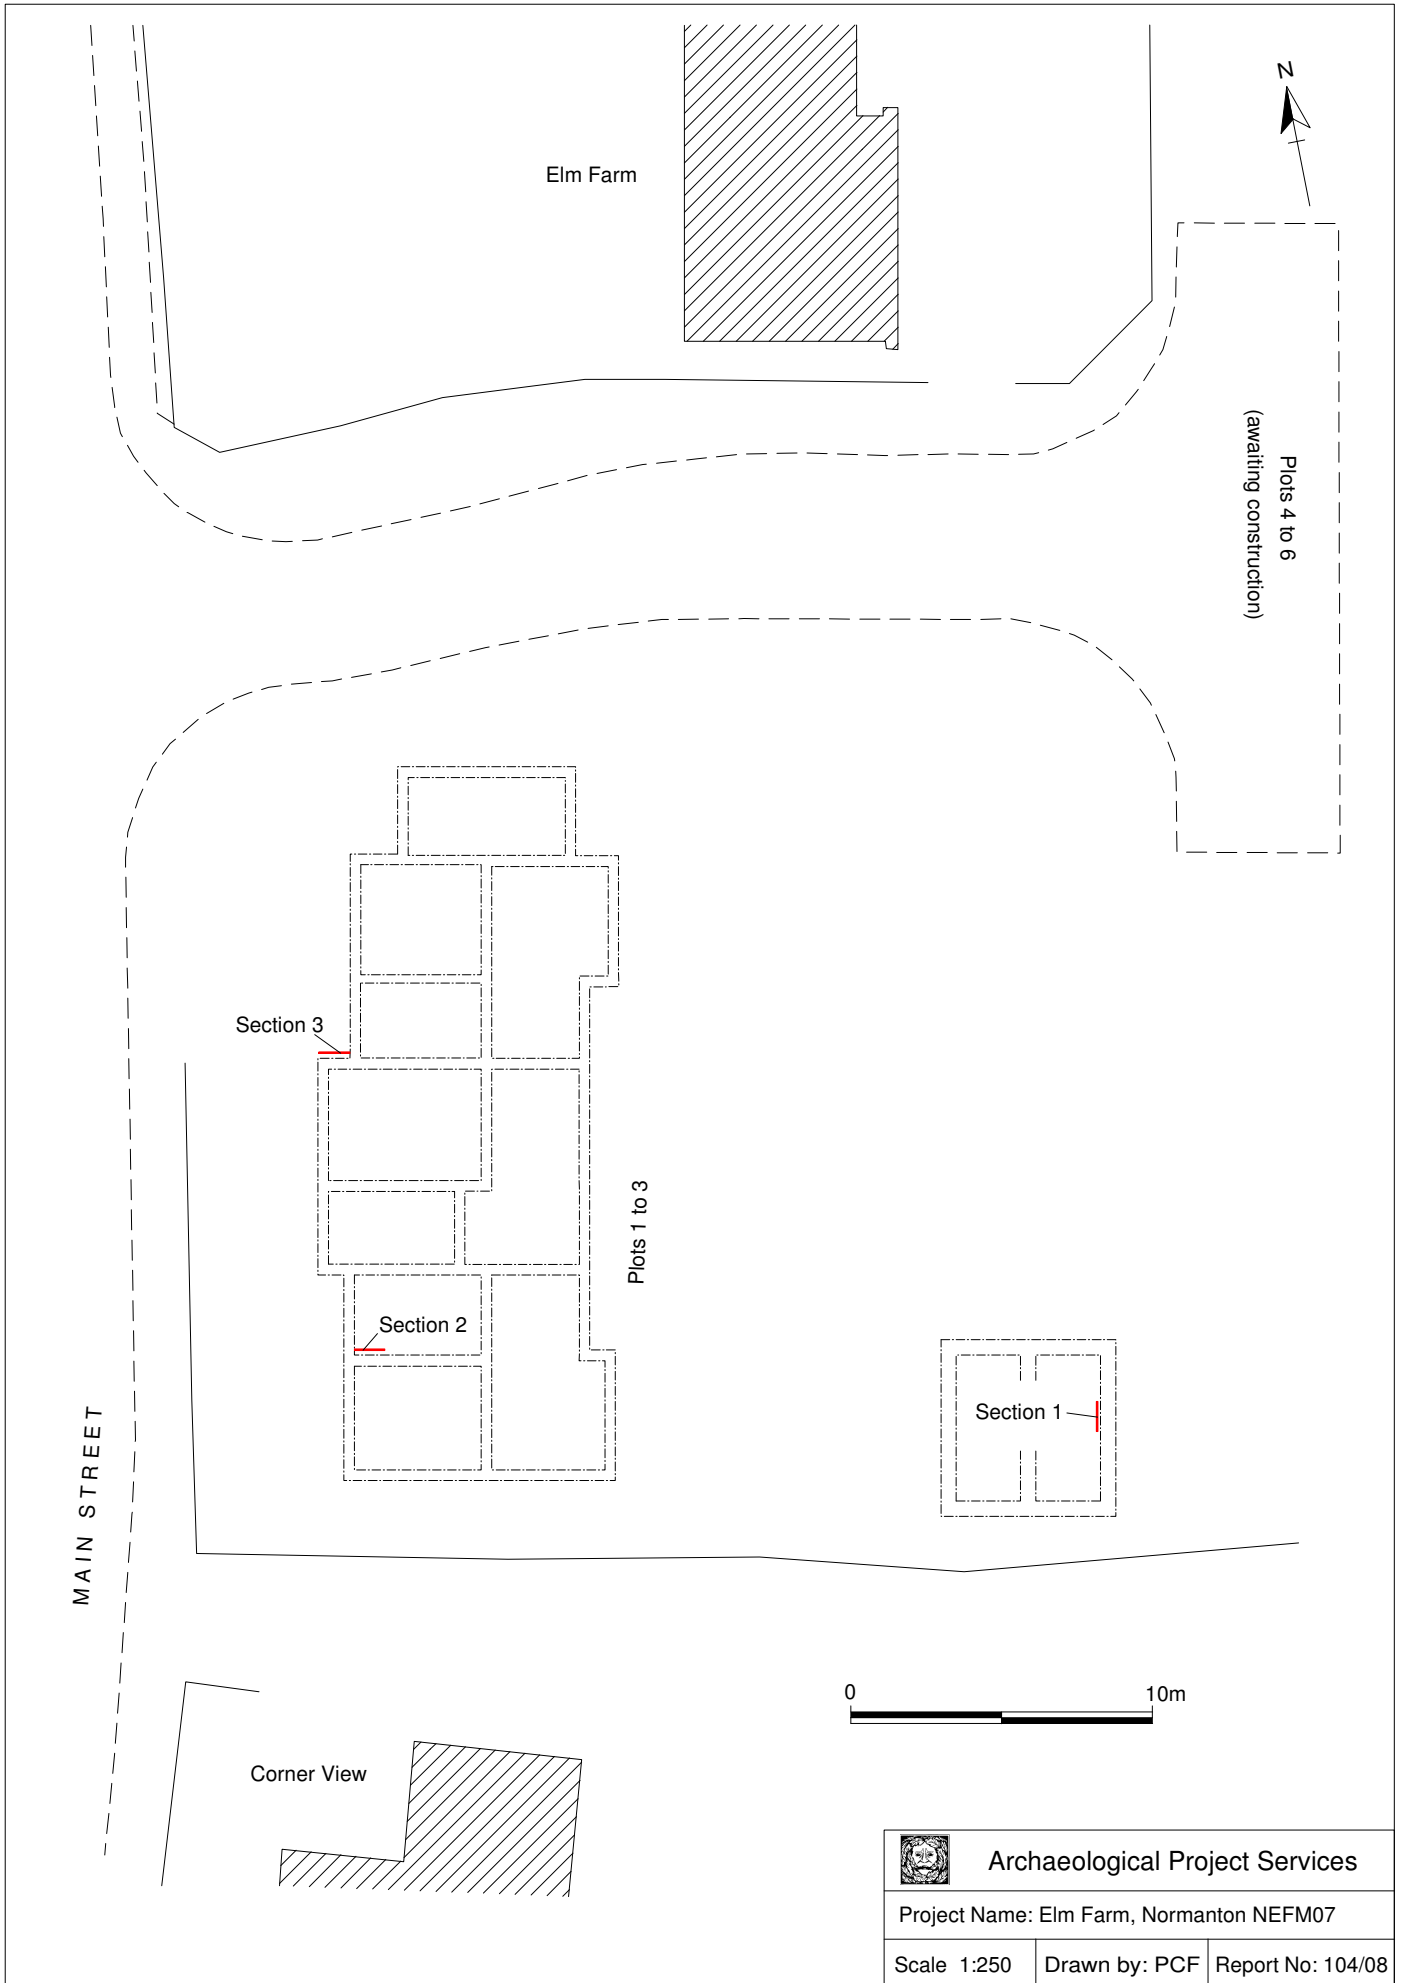 N
Elm Farm
Plots 4 to 6
(awaiting construction)
Section 3
Plots 1 to 3
Section 2
Section 1
MAIN STREET
0 10m
Corner View
Archaeological Project Services
Project Name: Elm Farm, Normanton NEFM07
Scale 1:250 Drawn by: PCF Report No: 104/08